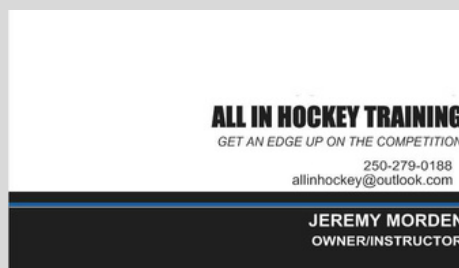 ALL IN HOCKEY TRAINING
GET AN EDGE UP ON THE COMPETITION
250-279-0188
allinhockey@outlook.com
JEREMY MORDEN
OWNER/INSTRUCTOR